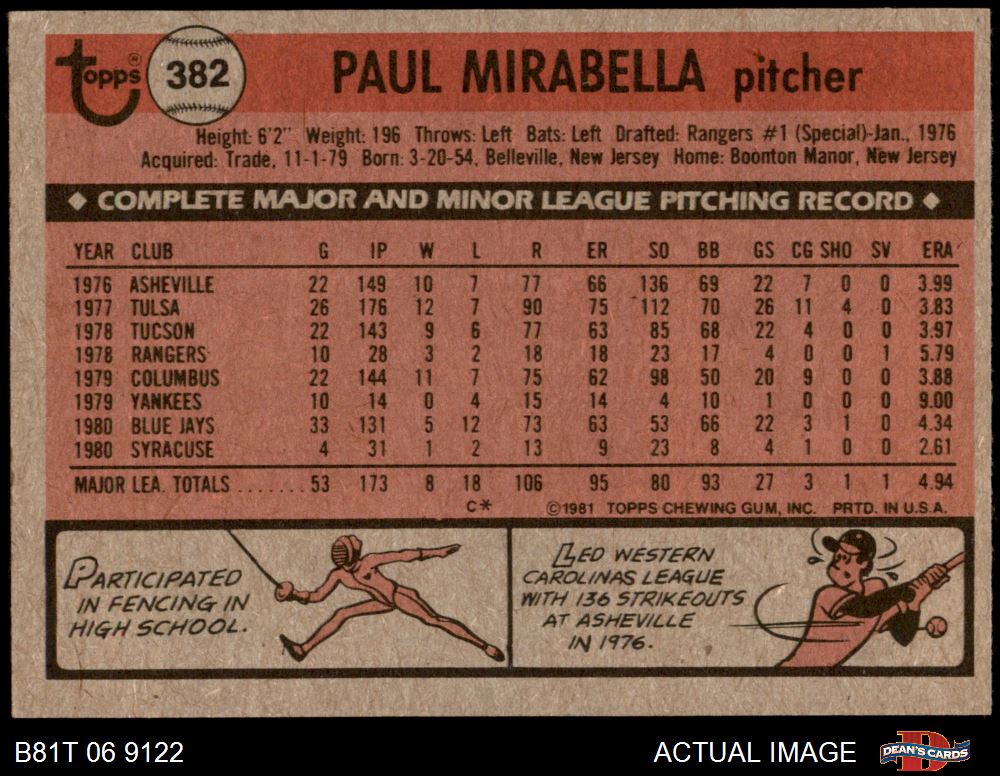 Topps® 382 PAUL MIRABELLA pitcher
Height: 6'2" Weight: 196 Throws: Left Bats: Left Drafted: Rangers #1 (Special)-Jan., 1976
Acquired: Trade, 11-1-79 Born: 3-20-54, Belleville, New Jersey Home: Boonton Manor, New Jersey
◆ COMPLETE MAJOR AND MINOR LEAGUE PITCHING RECORD ◆
YEAR CLUB G IP W L R ER SO BB GS CG SHO SV ERA
1976 ASHEVILLE 22 149 10 7 77 66 136 69 22 7 0 0 3.99
1977 TULSA 26 176 12 7 90 75 112 70 26 11 4 0 3.83
1978 TUCSON 22 143 9 6 77 63 85 68 22 4 0 0 3.97
1978 RANGERS 10 28 3 2 18 18 23 17 4 0 0 1 5.79
1979 COLUMBUS 22 144 11 7 75 62 98 50 20 9 0 0 3.88
1979 YANKEES 10 14 0 4 15 14 4 10 1 0 0 0 9.00
1980 BLUE JAYS 33 131 5 12 73 63 53 66 22 3 1 0 4.34
1980 SYRACUSE 4 31 1 2 13 9 23 8 4 1 0 0 2.61
MAJOR LEA. TOTALS ........ 53 173 8 18 106 95 80 93 27 3 1 1 4.94
C* ©1981 TOPPS CHEWING GUM, INC. PRTD. IN U.S.A.
PARTICIPATED
IN FENCING IN
HIGH SCHOOL.
LED WESTERN
CAROLINAS LEAGUE
WITH 136 STRIKEOUTS
AT ASHEVILLE
IN 1976.
B81T 06 9122 ACTUAL IMAGE DEAN'S CARDS